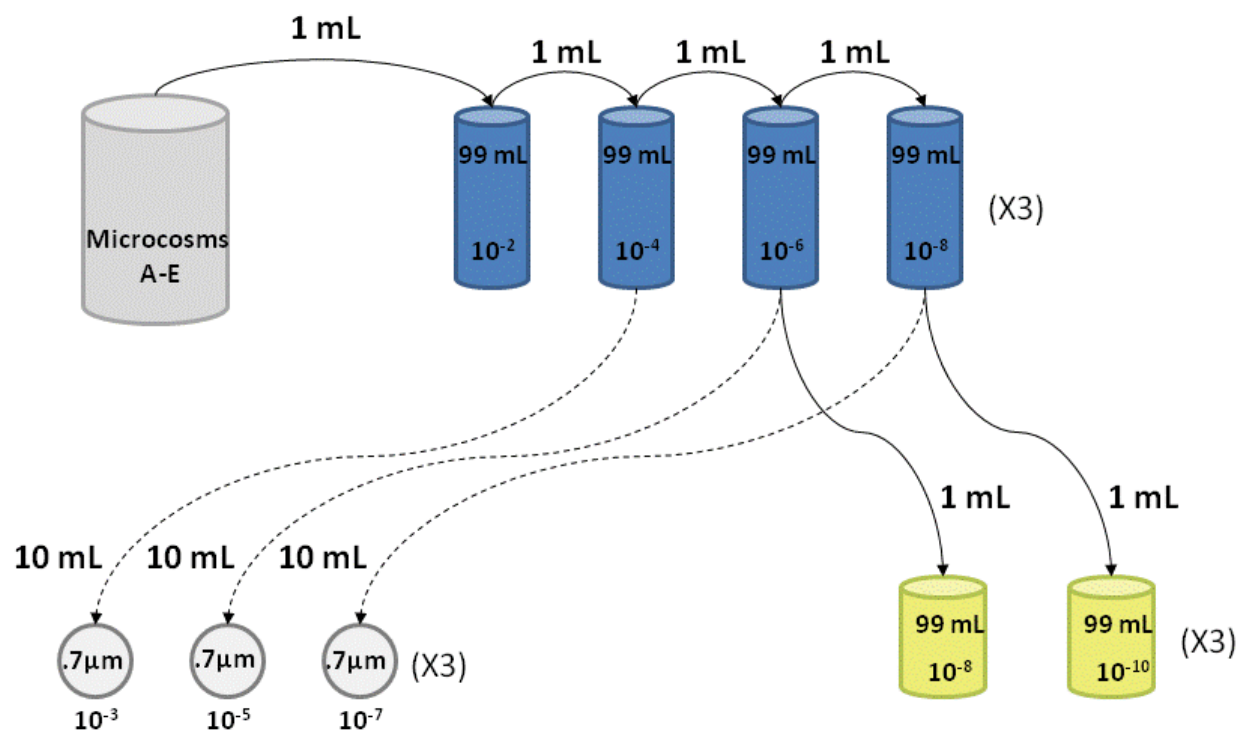 1 mL
1 mL
1 mL
1 mL
99 mL
99 mL
99 mL
99 mL
(X3)
Microcosms
A-E
10⁻²
10⁻⁴
10⁻⁶
10⁻⁸
1 mL
1 mL
10 mL
10 mL
10 mL
99 mL
99 mL
(X3)
10⁻⁸
10⁻¹⁰
.7µm
.7µm
.7µm
(X3)
10⁻³
10⁻⁵
10⁻⁷